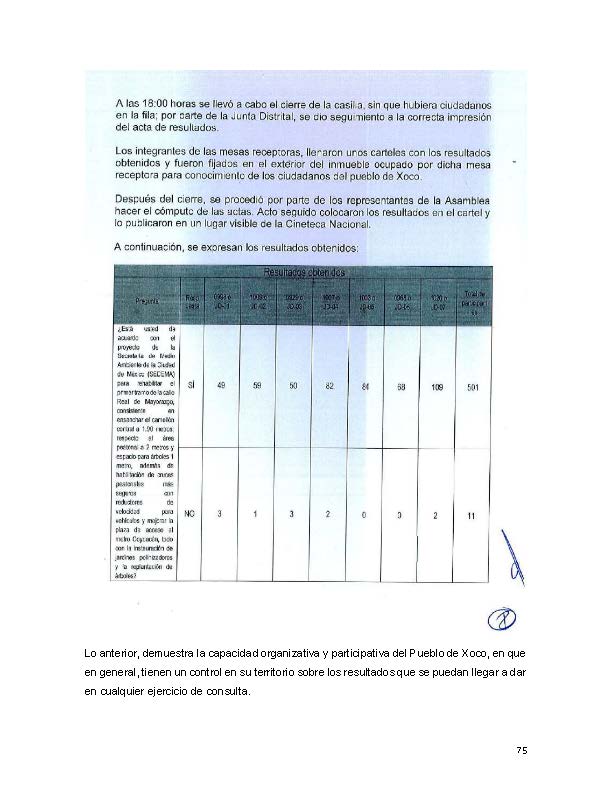 A las 18:00 horas se llevó a cabo el cierre de la casilla, sin que hubiera ciudadanos
en la fila; por parte de la Junta Distrital, se dio seguimiento a la correcta impresión
del acta de resultados.
Los integrantes de las mesas receptoras, llenaron unos carteles con los resultados
obtenidos y fueron fijados en el exterior del inmueble ocupado por dicha mesa
receptora para conocimiento de los ciudadanos del pueblo de Xoco.
Después del cierre, se procedió por parte de los representantes de la Asamblea
hacer el cómputo de las actas. Acto seguido colocaron los resultados en el cartel y
lo publicaron en un lugar visible de la Cineteca Nacional.
A continuación, se expresan los resultados obtenidos:
Resultados obtenidos
Pregunta
Total de
¿Está usted de
acuerdo con el
proyecto de la
Secretaría de Medio
Ambiente de la Ciudad
de México (SEDEMA)
para rehabilitar el
primer tramo de la calle
Real de Mayorazgo,
consistente en
ensanchar el camellón
central a 1.90 metros;
respecto al área
peatonal a 2 metros y
espacio para árboles 1
metro, además de
habilitación de cruces
peatonales más
seguros con
reductores de
velocidad para
vehículos y mejorar la
plaza de acceso al
metro Coyoacán, todo
con la instauración de
jardines polinizadores
y la replantación de
árboles?
SÍ 49 59 50 82 84 68 109 501
NO 3 1 3 2 0 0 2 11
Lo anterior, demuestra la capacidad organizativa y participativa del Pueblo de Xoco, en que
en general, tienen un control en su territorio sobre los resultados que se puedan llegar a dar
en cualquier ejercicio de consulta.
75